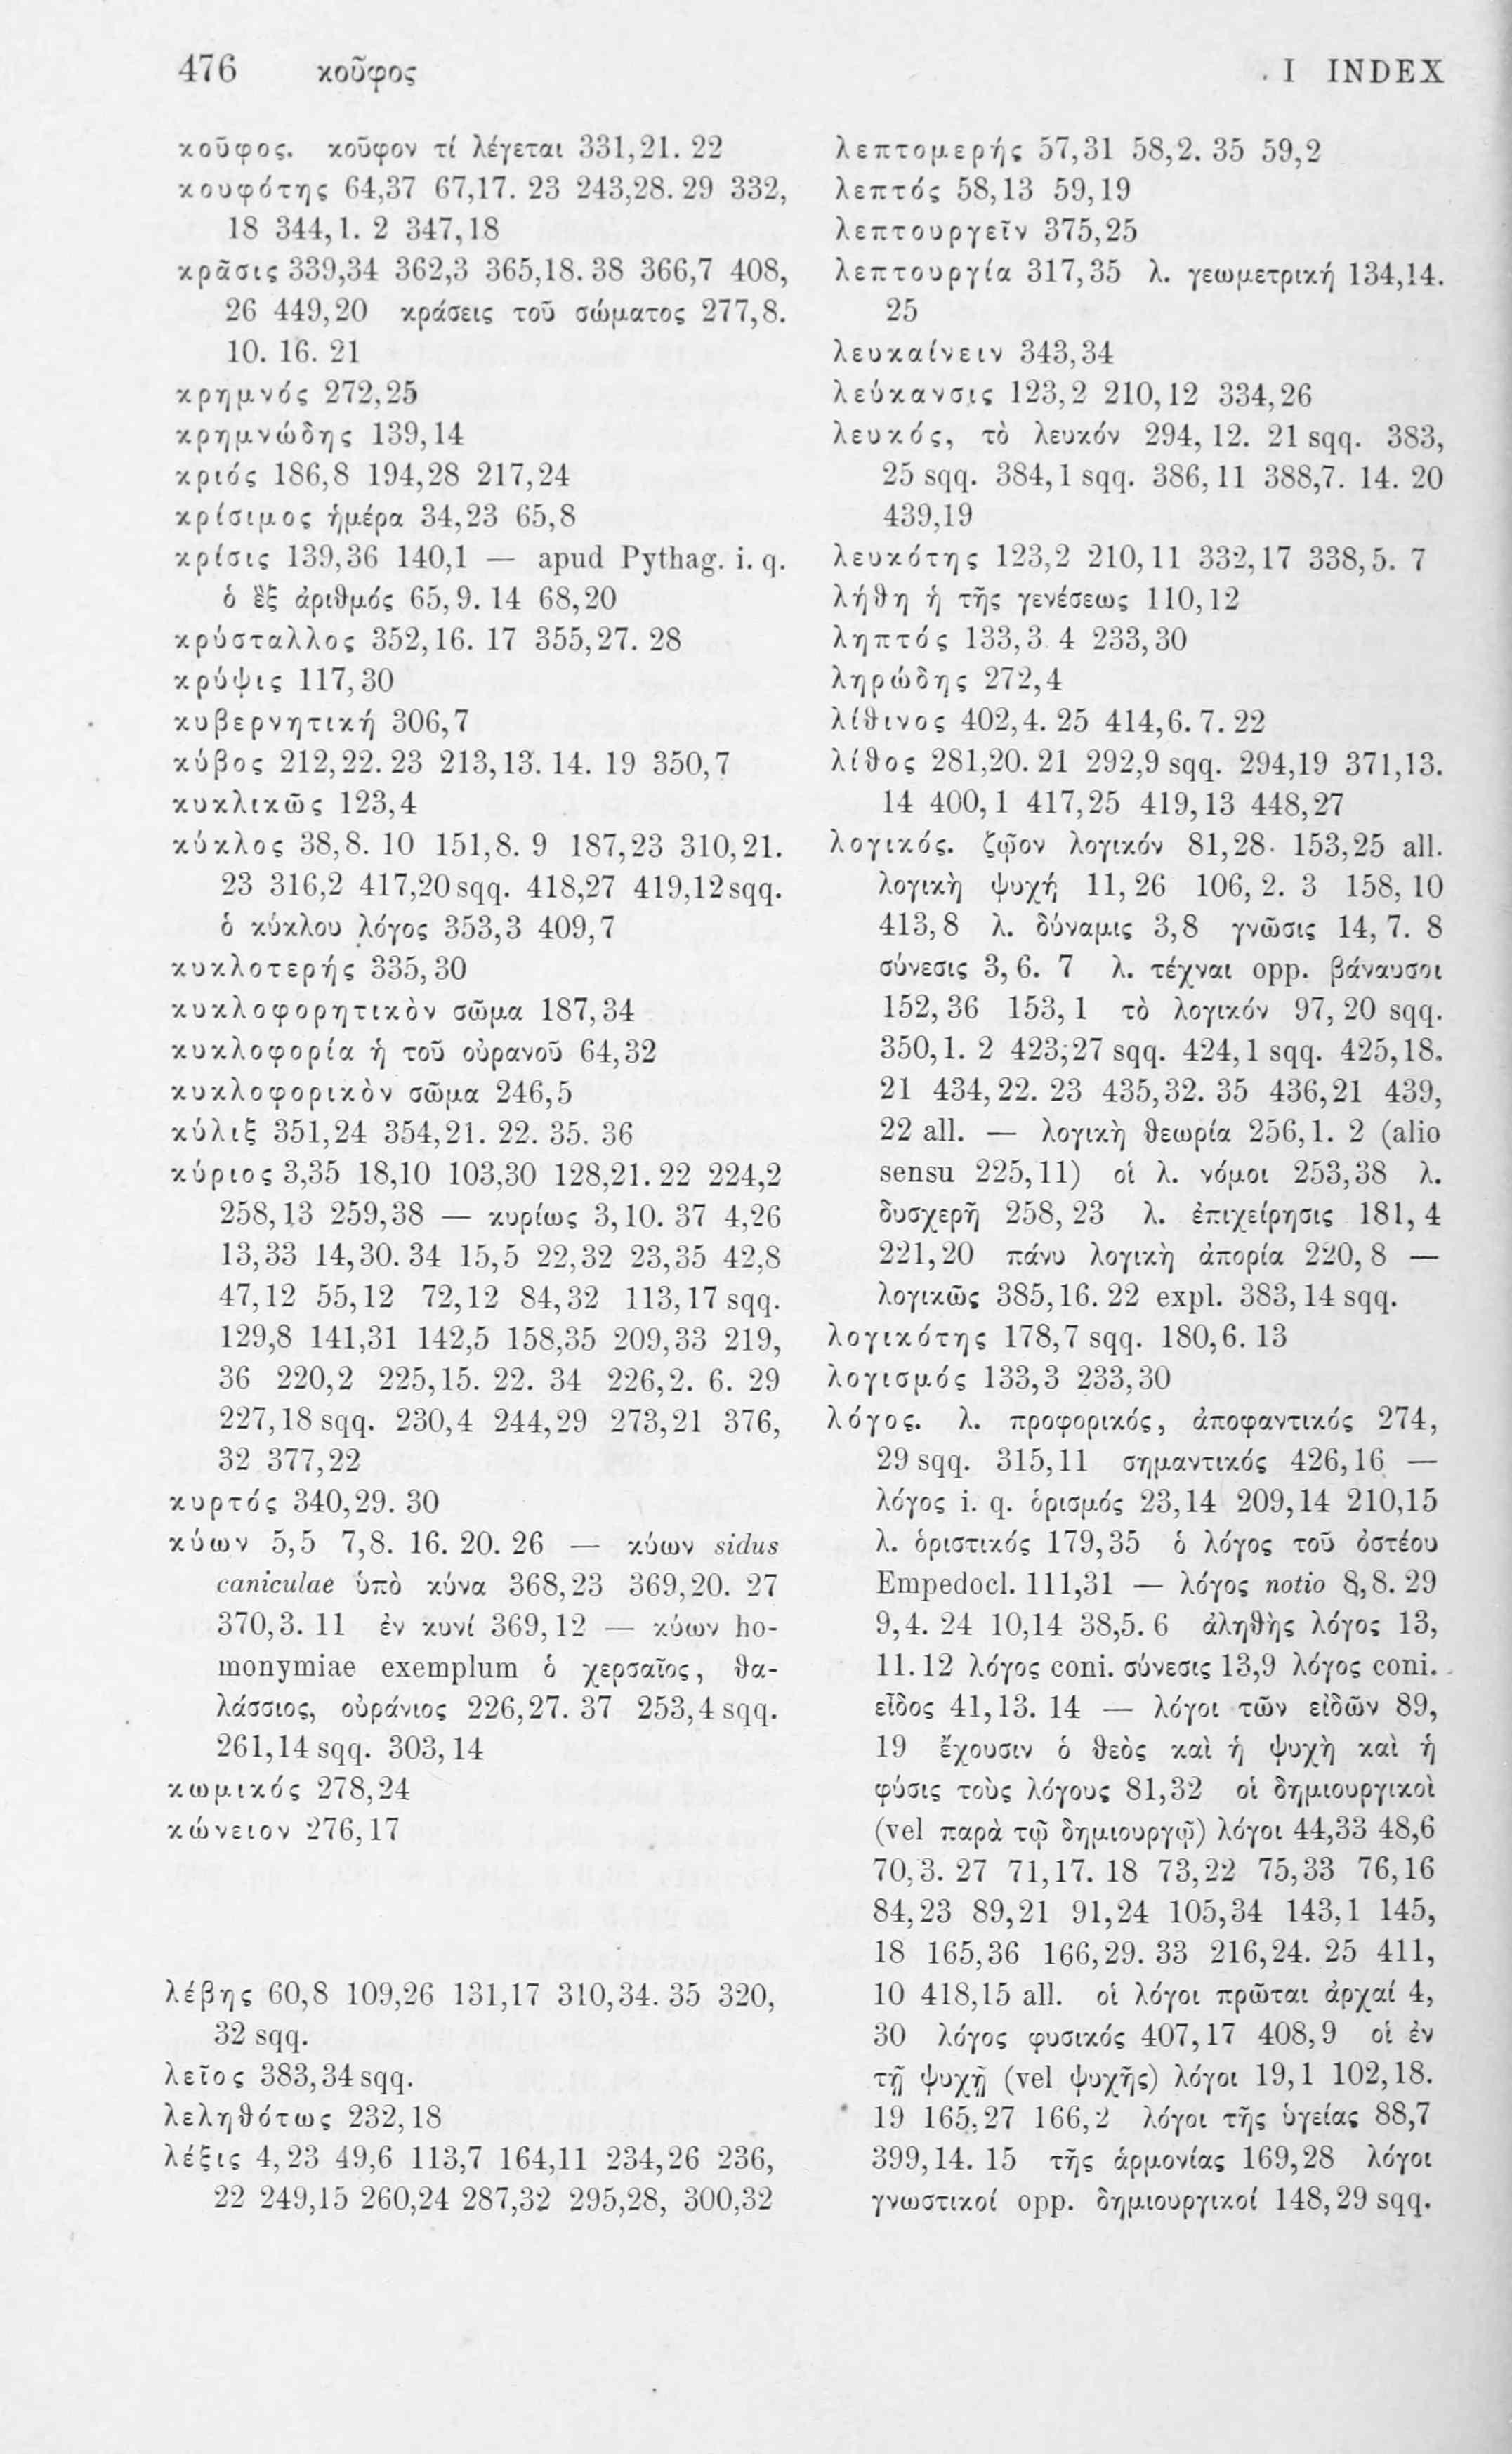 476 κοῦφος I INDEX
κοῦφος. κοῦφον τί λέγεται 331,21. 22
κουφότης 64,37 67,17. 23 243,28. 29 332,
18 344,1. 2 347,18
κρᾶσις 339,34 362,3 365,18. 38 366,7 408,
26 449,20 κράσεις τοῦ σώματος 277,8.
10. 16. 21
κρημνός 272,25
κρημνώδης 139,14
κριός 186,8 194,28 217,24
κρίσιμος ἡμέρα 34,23 65,8
κρίσις 139,36 140,1 — apud Pythag. i. q.
ὁ ἓξ ἀριθμός 65,9. 14 68,20
κρύσταλλος 352,16. 17 355,27. 28
κρύψις 117,30
κυβερνητική 306,7
κύβος 212,22. 23 213,13. 14. 19 350,7
κυκλικῶς 123,4
κύκλος 38,8. 10 151,8. 9 187,23 310,21.
23 316,2 417,20 sqq. 418,27 419,12 sqq.
ὁ κύκλου λόγος 353,3 409,7
κυκλοτερής 335,30
κυκλοφορητικὸν σῶμα 187,34
κυκλοφορία ἡ τοῦ οὐρανοῦ 64,32
κυκλοφορικὸν σῶμα 246,5
κύλιξ 351,24 354,21. 22. 35. 36
κύριος 3,35 18,10 103,30 128,21. 22 224,2
258,13 259,38 — κυρίως 3,10. 37 4,26
13,33 14,30. 34 15,5 22,32 23,35 42,8
47,12 55,12 72,12 84,32 113,17 sqq.
129,8 141,31 142,5 158,35 209,33 219,
36 220,2 225,15. 22. 34 226,2. 6. 29
227,18 sqq. 230,4 244,29 273,21 376,
32 377,22
κυρτός 340,29. 30
κύων 5,5 7,8. 16. 20. 26 — κύων sidus
caniculae ὑπὸ κύνα 368,23 369,20. 27
370,3. 11 ἐν κυνί 369,12 — κύων ho-
monymiae exemplum ὁ χερσαῖος, θα-
λάσσιος, οὐράνιος 226,27. 37 253,4 sqq.
261,14 sqq. 303,14
κωμικός 278,24
κώνειον 276,17
λέβης 60,8 109,26 131,17 310,34. 35 320,
32 sqq.
λεῖος 383,34 sqq.
λεληθότως 232,18
λέξις 4,23 49,6 113,7 164,11 234,26 236,
22 249,15 260,24 287,32 295,28, 300,32
λεπτομερής 57,31 58,2. 35 59,2
λεπτός 58,13 59,19
λεπτουργεῖν 375,25
λεπτουργία 317,35 λ. γεωμετρική 134,14.
25
λευκαίνειν 343,34
λεύκανσις 123,2 210,12 334,26
λευκός, τὸ λευκόν 294,12. 21 sqq. 383,
25 sqq. 384,1 sqq. 386,11 388,7. 14. 20
439,19
λευκότης 123,2 210,11 332,17 338,5. 7
λήθη ἡ τῆς γενέσεως 110,12
ληπτός 133,3 4 233,30
ληρώδης 272,4
λίθινος 402,4. 25 414,6. 7. 22
λίθος 281,20. 21 292,9 sqq. 294,19 371,13.
14 400,1 417,25 419,13 448,27
λογικός. ζῷον λογικόν 81,28. 153,25 all.
λογικὴ ψυχή 11,26 106,2. 3 158,10
413,8 λ. δύναμις 3,8 γνῶσις 14,7. 8
σύνεσις 3,6. 7 λ. τέχναι opp. βάναυσοι
152,36 153,1 τὸ λογικόν 97,20 sqq.
350,1. 2 423,27 sqq. 424,1 sqq. 425,18.
21 434,22. 23 435,32. 35 436,21 439,
22 all. — λογικὴ θεωρία 256,1. 2 (alio
sensu 225,11) οἱ λ. νόμοι 253,38 λ.
δυσχερῆ 258,23 λ. ἐπιχείρησις 181,4
221,20 πάνυ λογικὴ ἀπορία 220,8 —
λογικῶς 385,16. 22 expl. 383,14 sqq.
λογικότης 178,7 sqq. 180,6. 13
λογισμός 133,3 233,30
λόγος. λ. προφορικός, ἀποφαντικός 274,
29 sqq. 315,11 σημαντικός 426,16 —
λόγος i. q. ὁρισμός 23,14 209,14 210,15
λ. ὁριστικός 179,35 ὁ λόγος τοῦ ὀστέου
Empedocl. 111,31 — λόγος notio 8,8. 29
9,4. 24 10,14 38,5. 6 ἀληθὴς λόγος 13,
11. 12 λόγος coni. σύνεσις 13,9 λόγος coni.
εἶδος 41,13. 14 — λόγοι τῶν εἰδῶν 89,
19 ἔχουσιν ὁ θεὸς καὶ ἡ ψυχὴ καὶ ἡ
φύσις τοὺς λόγους 81,32 οἱ δημιουργικοὶ
(vel παρὰ τῷ δημιουργῷ) λόγοι 44,33 48,6
70,3. 27 71,17. 18 73,22 75,33 76,16
84,23 89,21 91,24 105,34 143,1 145,
18 165,36 166,29. 33 216,24. 25 411,
10 418,15 all. οἱ λόγοι πρῶται ἀρχαί 4,
30 λόγος φυσικός 407,17 408,9 οἱ ἐν
τῇ ψυχῇ (vel ψυχῆς) λόγοι 19,1 102,18.
19 165,27 166,2 λόγοι τῆς ὑγείας 88,7
399,14. 15 τῆς ἁρμονίας 169,28 λόγοι
γνωστικοί opp. δημιουργικοί 148,29 sqq.